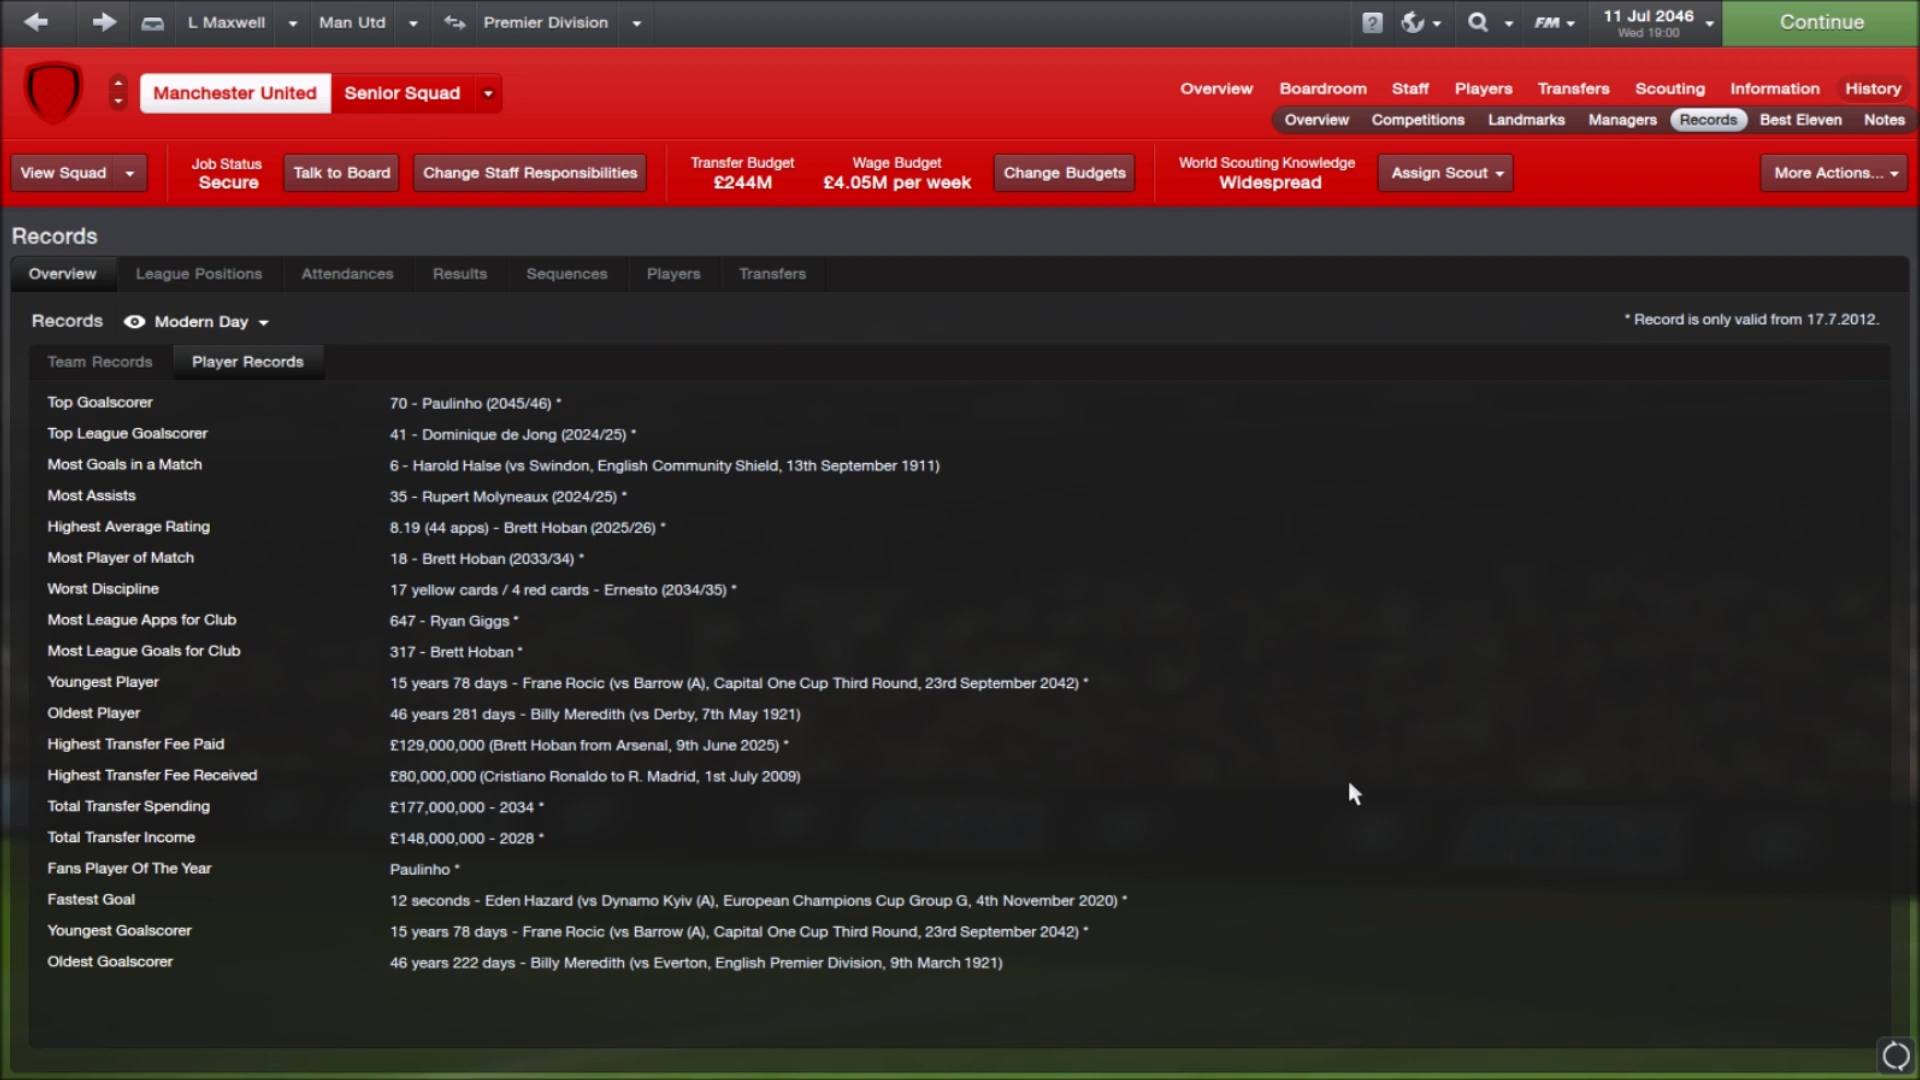 L Maxwell Man Utd Premier Division ? FM 11 Jul 2046 Continue
Wed 19:00
Manchester United Senior Squad Overview Boardroom Staff Players Transfers Scouting Information History
Overview Competitions Landmarks Managers Records Best Eleven Notes
View Squad Job Status Talk to Board Change Staff Responsibilities Transfer Budget Wage Budget Change Budgets World Scouting Knowledge Assign Scout More Actions...
Secure £244M £4.05M per week Widespread
Records
Overview League Positions Attendances Results Sequences Players Transfers
Records Modern Day * Record is only valid from 17.7.2012.
Team Records Player Records
Top Goalscorer 70 - Paulinho (2045/46) *
Top League Goalscorer 41 - Dominique de Jong (2024/25) *
Most Goals in a Match 6 - Harold Halse (vs Swindon, English Community Shield, 13th September 1911)
Most Assists 35 - Rupert Molyneaux (2024/25) *
Highest Average Rating 8.19 (44 apps) - Brett Hoban (2025/26) *
Most Player of Match 18 - Brett Hoban (2033/34) *
Worst Discipline 17 yellow cards / 4 red cards - Ernesto (2034/35) *
Most League Apps for Club 647 - Ryan Giggs *
Most League Goals for Club 317 - Brett Hoban *
Youngest Player 15 years 78 days - Frane Rocic (vs Barrow (A), Capital One Cup Third Round, 23rd September 2042) *
Oldest Player 46 years 281 days - Billy Meredith (vs Derby, 7th May 1921)
Highest Transfer Fee Paid £129,000,000 (Brett Hoban from Arsenal, 9th June 2025) *
Highest Transfer Fee Received £80,000,000 (Cristiano Ronaldo to R. Madrid, 1st July 2009)
Total Transfer Spending £177,000,000 - 2034 *
Total Transfer Income £148,000,000 - 2028 *
Fans Player Of The Year Paulinho *
Fastest Goal 12 seconds - Eden Hazard (vs Dynamo Kyiv (A), European Champions Cup Group G, 4th November 2020) *
Youngest Goalscorer 15 years 78 days - Frane Rocic (vs Barrow (A), Capital One Cup Third Round, 23rd September 2042) *
Oldest Goalscorer 46 years 222 days - Billy Meredith (vs Everton, English Premier Division, 9th March 1921)